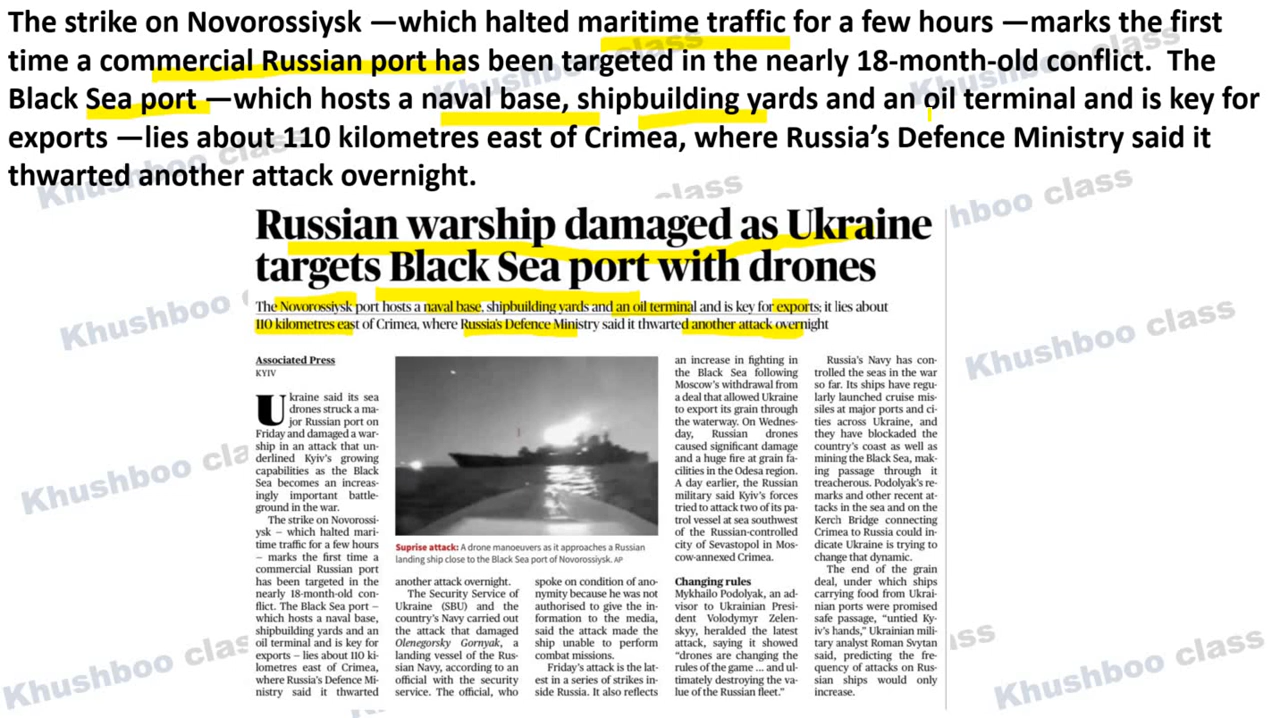 The strike on Novorossiysk —which halted maritime traffic for a few hours —marks the first
time a commercial Russian port has been targeted in the nearly 18-month-old conflict. The
Black Sea port —which hosts a naval base, shipbuilding yards and an oil terminal and is key for
exports —lies about 110 kilometres east of Crimea, where Russia's Defence Ministry said it
thwarted another attack overnight.
Russian warship damaged as Ukraine
targets Black Sea port with drones
The Novorossiysk port hosts a naval base, shipbuilding yards and an oil terminal and is key for exports; it lies about
110 kilometres east of Crimea, where Russia's Defence Ministry said it thwarted another attack overnight
Associated Press
KYIV
Ukraine said its sea
drones struck a ma-
jor Russian port on
Friday and damaged a war-
ship in an attack that un-
derlined Kyiv's growing
capabilities as the Black
Sea becomes an increas-
ingly important battle-
ground in the war.
The strike on Novorossi-
ysk – which halted mari-
time traffic for a few hours
– marks the first time a
commercial Russian port
has been targeted in the
nearly 18-month-old con-
flict. The Black Sea port –
which hosts a naval base,
shipbuilding yards and an
oil terminal and is key for
exports – lies about 110 ki-
lometres east of Crimea,
where Russia's Defence Mi-
nistry said it thwarted
Suprise attack: A drone manoeuvers as it approaches a Russian
landing ship close to the Black Sea port of Novorossiysk. AP
another attack overnight.
The Security Service of
Ukraine (SBU) and the
country's Navy carried out
the attack that damaged
Olenegorsky Gornyak, a
landing vessel of the Rus-
sian Navy, according to an
official with the security
service. The official, who
spoke on condition of ano-
nymity because he was not
authorised to give the in-
formation to the media,
said the attack made the
ship unable to perform
combat missions.
Friday's attack is the lat-
est in a series of strikes in-
side Russia. It also reflects
an increase in fighting in
the Black Sea following
Moscow's withdrawal from
a deal that allowed Ukraine
to export its grain through
the waterway. On Wednes-
day, Russian drones
caused significant damage
and a huge fire at grain fa-
cilities in the Odesa region.
A day earlier, the Russian
military said Kyiv's forces
tried to attack two of its pa-
trol vessel at sea southwest
of the Russian-controlled
city of Sevastopol in Mos-
cow-annexed Crimea.
Changing rules
Mykhailo Podolyak, an ad-
visor to Ukrainian Presi-
dent Volodymyr Zelen-
skyy, heralded the latest
attack, saying it showed
"drones are changing the
rules of the game ... and ul-
timately destroying the va-
lue of the Russian fleet."
Russia's Navy has con-
trolled the seas in the war
so far. Its ships have regu-
larly launched cruise mis-
siles at major ports and ci-
ties across Ukraine, and
they have blockaded the
country's coast as well as
mining the Black Sea, mak-
ing passage through it
treacherous. Podolyak's re-
marks and other recent at-
tacks in the sea and on the
Kerch Bridge connecting
Crimea to Russia could in-
dicate Ukraine is trying to
change that dynamic.
The end of the grain
deal, under which ships
carrying food from Ukrai-
nian ports were promised
safe passage, "untied Ky-
iv's hands," Ukrainian mili-
tary analyst Roman Svytan
said, predicting the fre-
quency of attacks on Rus-
sian ships would only
increase.
Khushboo class
Khushboo class
Khushboo class
Khushboo class
Khushboo class
Khushboo class